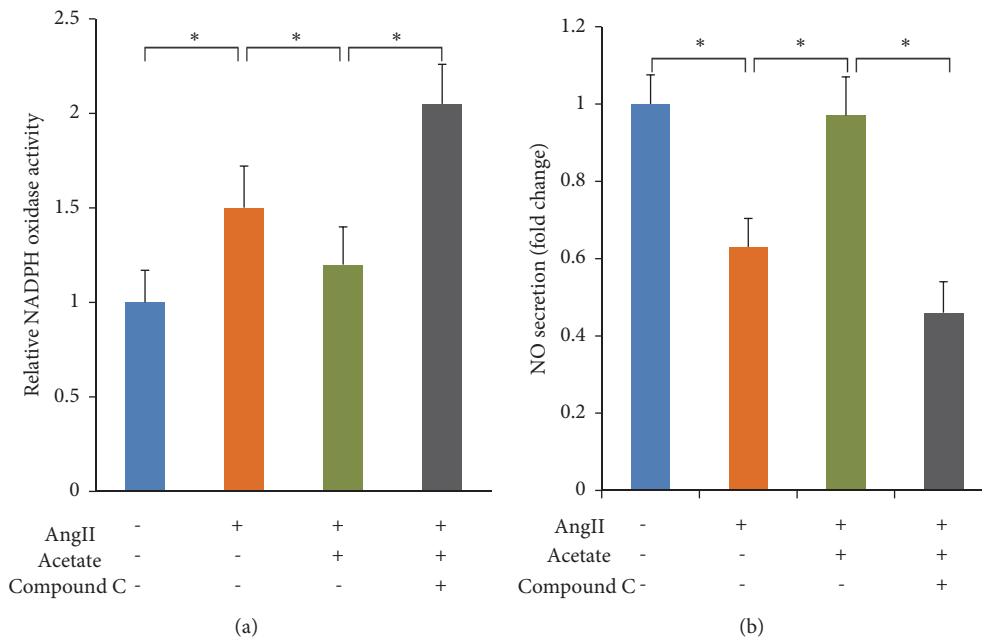 2.5
2
1.5
1
0.5
0
Relative NADPH oxidase activity
* * *
AngII - + + +
Acetate - - + +
Compound C - - - +
(a)
1.2
1
0.8
0.6
0.4
0.2
0
NO secretion (fold change)
* * *
AngII - + + +
Acetate - - + +
Compound C - - - +
(b)